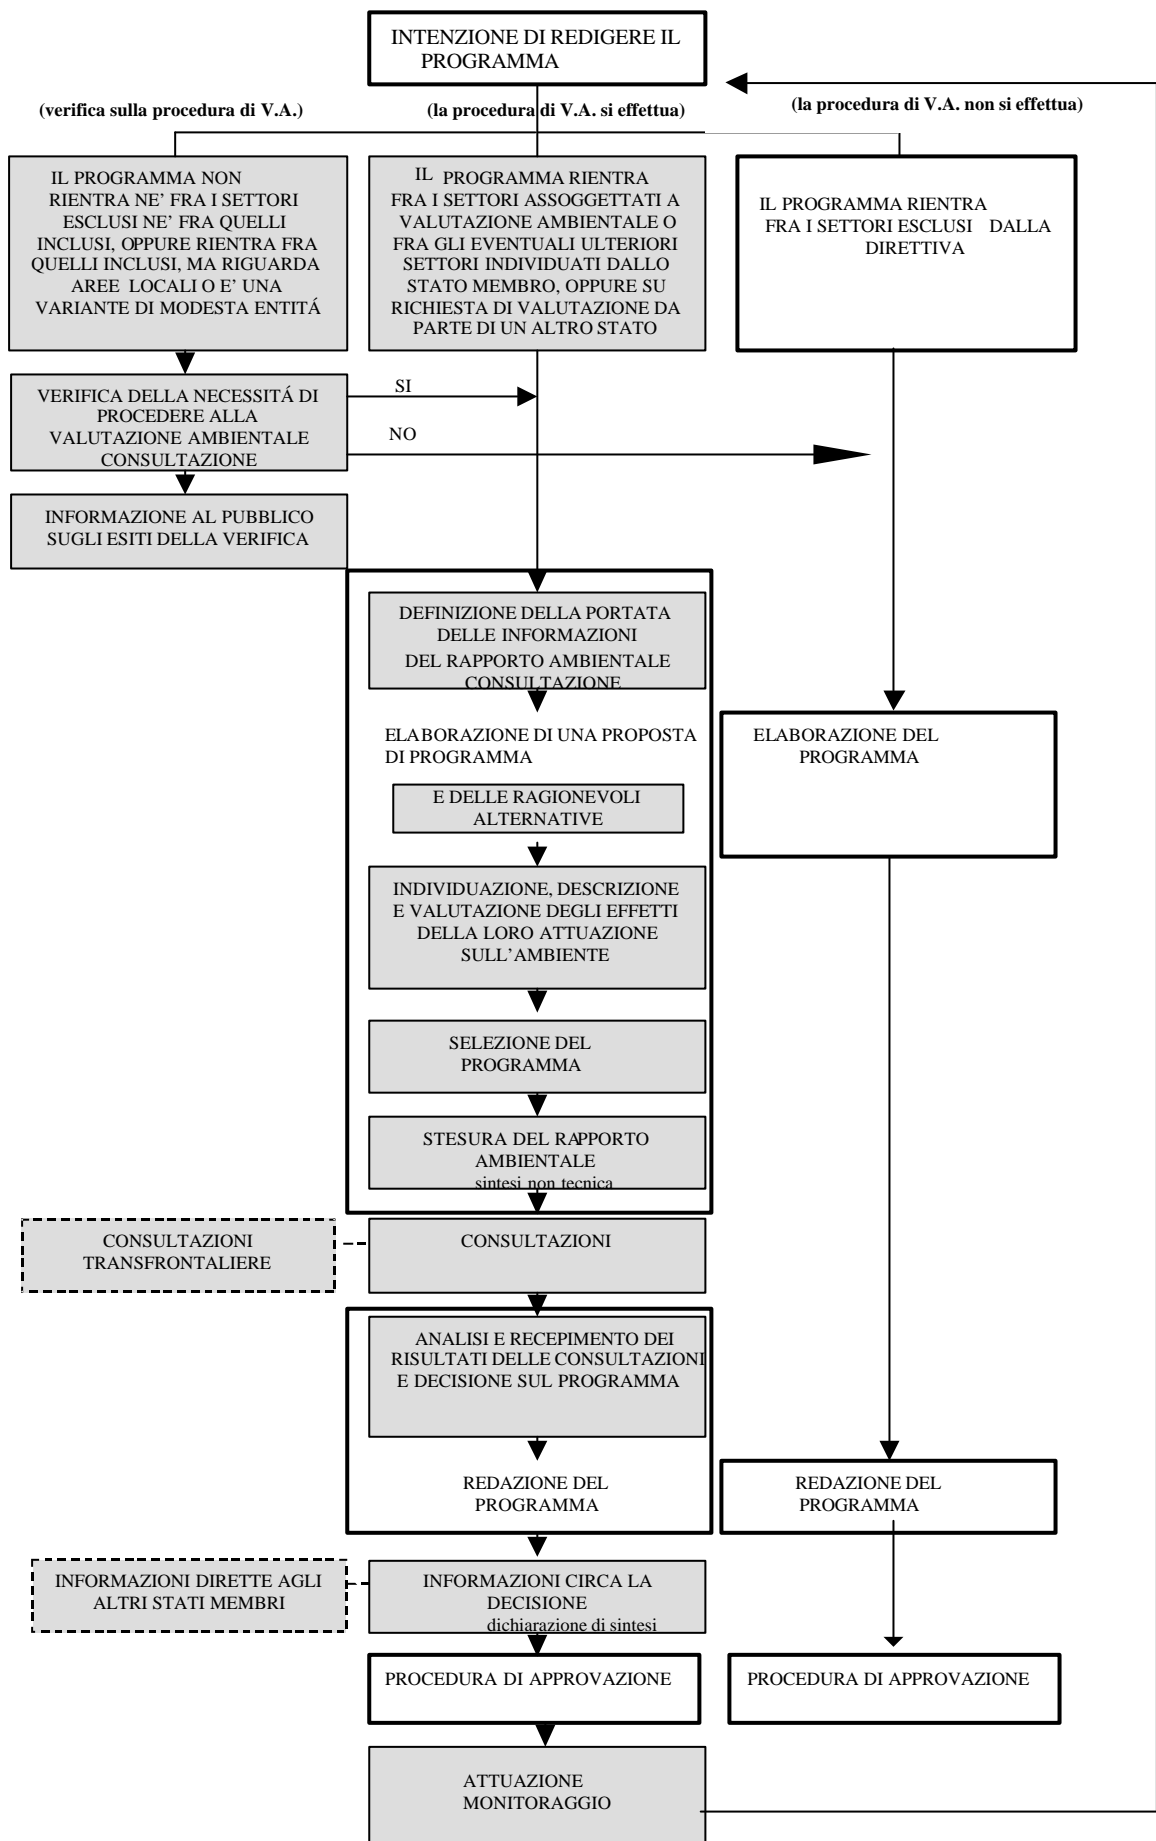 INTENZIONE DI REDIGERE IL
PROGRAMMA
(verifica sulla procedura di V.A.)
(la procedura di V.A. si effettua)
(la procedura di V.A. non si effettua)
IL PROGRAMMA NON
RIENTRA NE’ FRA I SETTORI
ESCLUSI NE’ FRA QUELLI
INCLUSI, OPPURE RIENTRA FRA
QUELLI INCLUSI, MA RIGUARDA
AREE LOCALI O E’ UNA
VARIANTE DI MODESTA ENTITÁ
IL PROGRAMMA RIENTRA
FRA I SETTORI ASSOGGETTATI A
VALUTAZIONE AMBIENTALE O
FRA GLI EVENTUALI ULTERIORI
SETTORI INDIVIDUATI DALLO
STATO MEMBRO, OPPURE SU
RICHIESTA DI VALUTAZIONE DA
PARTE DI UN ALTRO STATO
IL PROGRAMMA RIENTRA
FRA I SETTORI ESCLUSI DALLA
DIRETTIVA
VERIFICA DELLA NECESSITÁ DI
PROCEDERE ALLA
VALUTAZIONE AMBIENTALE
CONSULTAZIONE
SI
NO
INFORMAZIONE AL PUBBLICO
SUGLI ESITI DELLA VERIFICA
DEFINIZIONE DELLA PORTATA
DELLE INFORMAZIONI
DEL RAPPORTO AMBIENTALE
CONSULTAZIONE
ELABORAZIONE DI UNA PROPOSTA
DI PROGRAMMA
E DELLE RAGIONEVOLI
ALTERNATIVE
ELABORAZIONE DEL
PROGRAMMA
INDIVIDUAZIONE, DESCRIZIONE
E VALUTAZIONE DEGLI EFFETTI
DELLA LORO ATTUAZIONE
SULL’AMBIENTE
SELEZIONE DEL
PROGRAMMA
STESURA DEL RAPPORTO
AMBIENTALE
sintesi non tecnica
CONSULTAZIONI
TRANSFRONTALIERE
CONSULTAZIONI
ANALISI E RECEPIMENTO DEI
RISULTATI DELLE CONSULTAZIONI
E DECISIONE SUL PROGRAMMA
REDAZIONE DEL
PROGRAMMA
REDAZIONE DEL
PROGRAMMA
INFORMAZIONI DIRETTE AGLI
ALTRI STATI MEMBRI
INFORMAZIONI CIRCA LA
DECISIONE
dichiarazione di sintesi
PROCEDURA DI APPROVAZIONE
PROCEDURA DI APPROVAZIONE
ATTUAZIONE
MONITORAGGIO